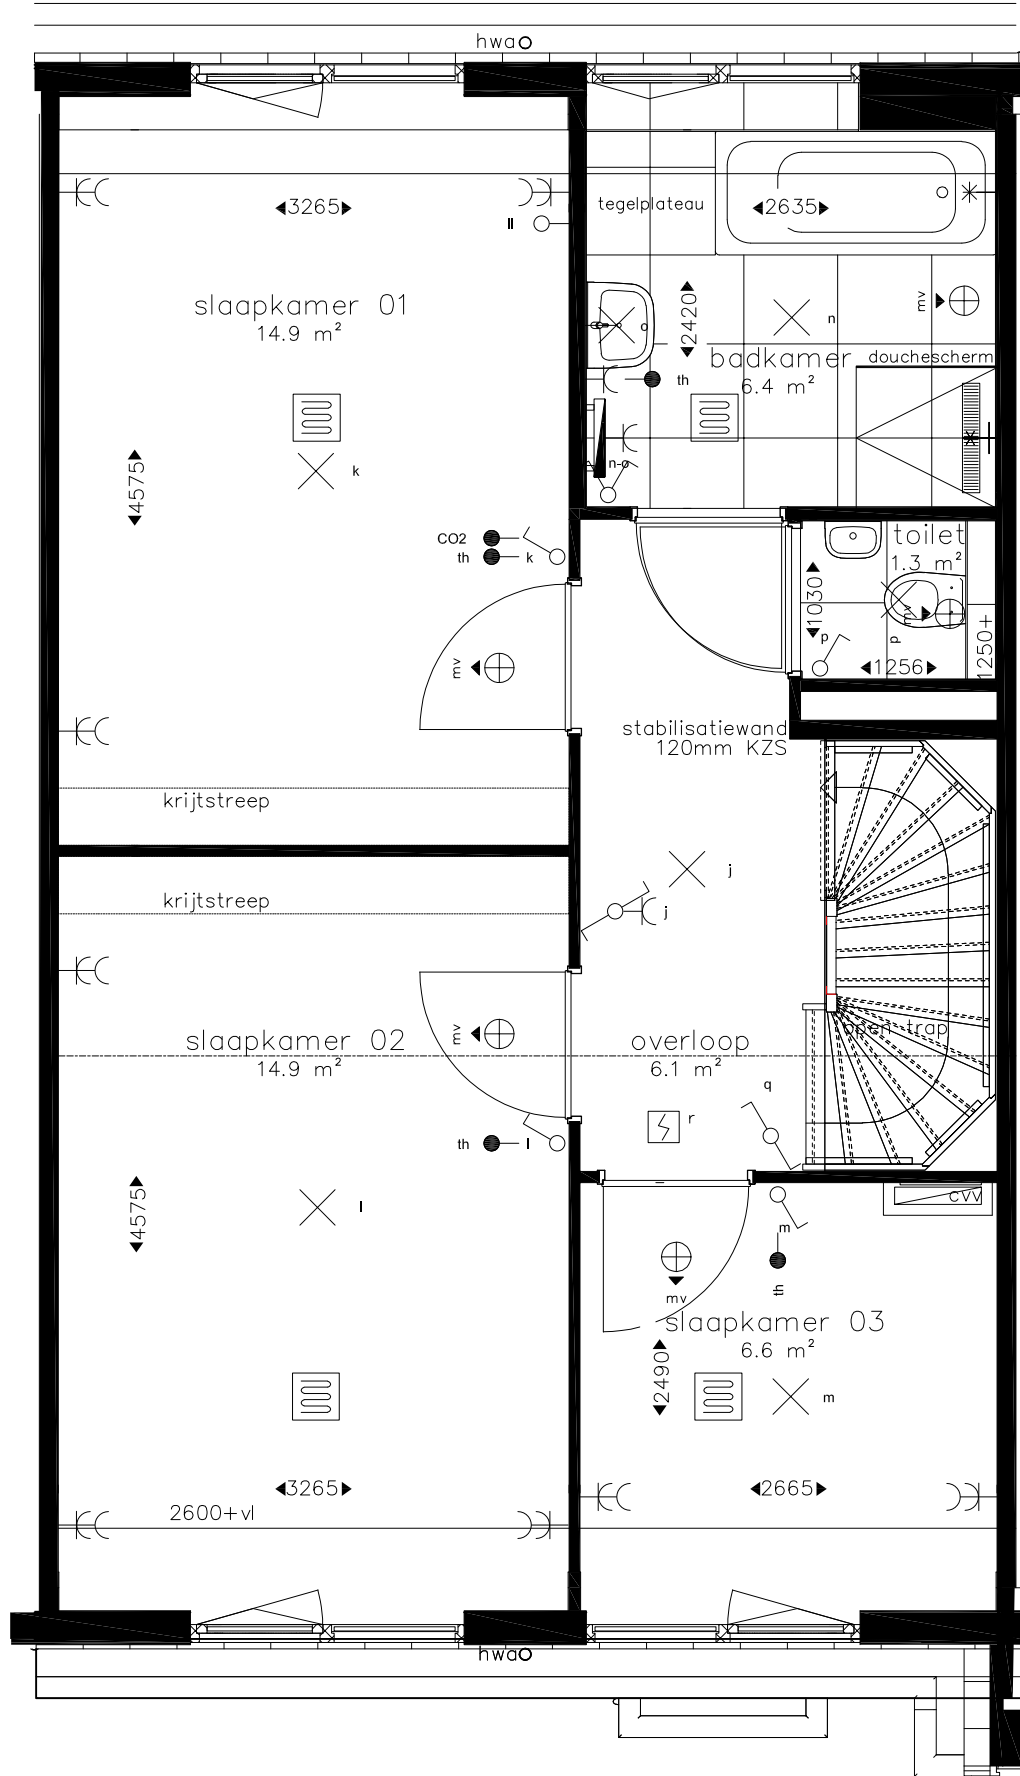 hwa
3265
ll
slaapkamer 01
14.9 m²
k
4575
CO2
th
k
mv
krijtstreep
tegelplateau
2635
mv
2420
n
o
badkamer
6.4 m²
douchescherm
th
n-o
toilet
1.3 m²
1030
mv
p
p
1256
1250+
stabilisatiewand
120mm KZS
j
j
krijtstreep
slaapkamer 02
14.9 m²
mv
overloop
6.1 m²
open trap
q
r
th
l
4575
l
cvv
m
th
mv
slaapkamer 03
6.6 m²
2490
m
3265
2665
2600+vl
hwa